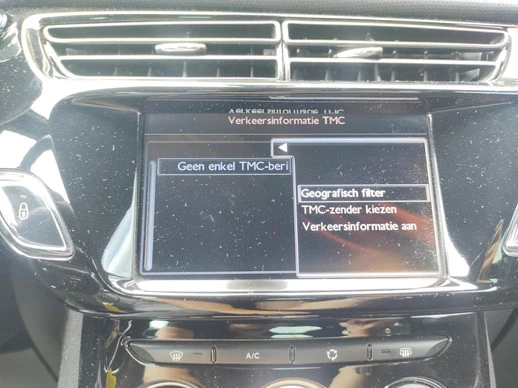 Verkeersinformatie TMC
Geen enkel TMC-beri
Geografisch filter
TMC-zender kiezen
Verkeersinformatie aan
A/C